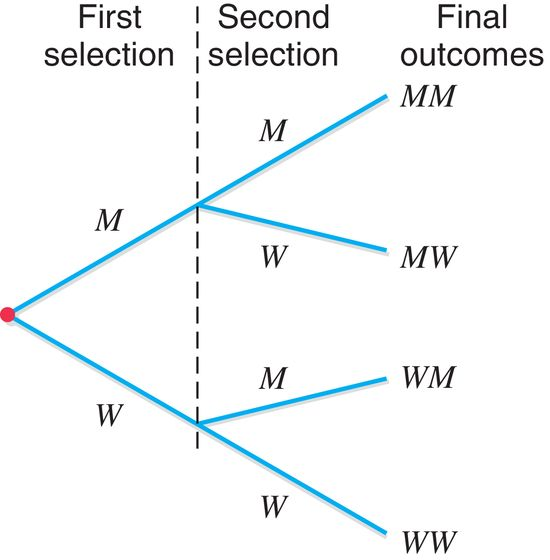 First selection
Second selection
Final outcomes
M
W
M
W
M
W
MM
MW
WM
WW